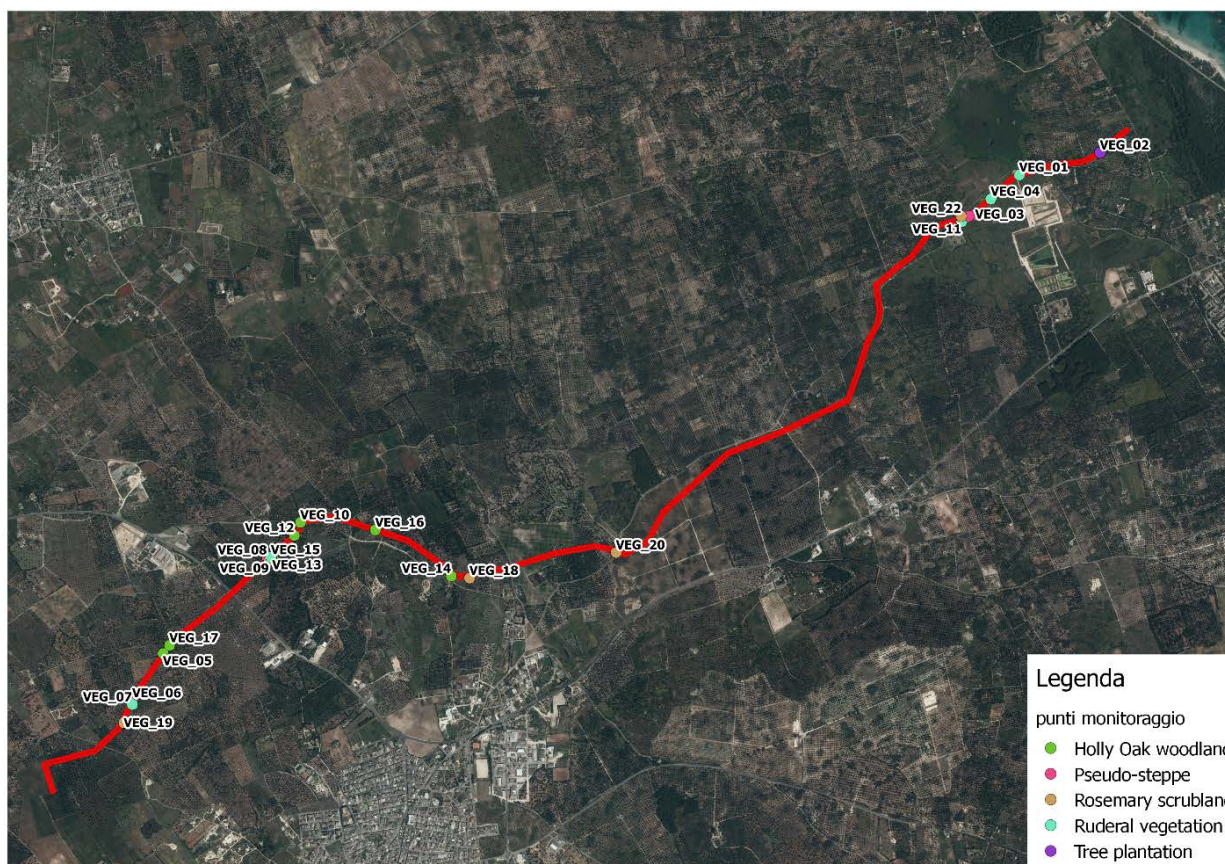 VEG_02
VEG_01
VEG_04
VEG_22
VEG_03
VEG_11
VEG_10
VEG_16
VEG_12
VEG_08
VEG_15
VEG_09
VEG_13
VEG_20
VEG_14
VEG_18
VEG_17
VEG_05
VEG_07
VEG_06
VEG_19
Legenda
punti monitoraggio
Holly Oak woodland
Pseudo-steppe
Rosemary scrubland
Ruderal vegetation
Tree plantation